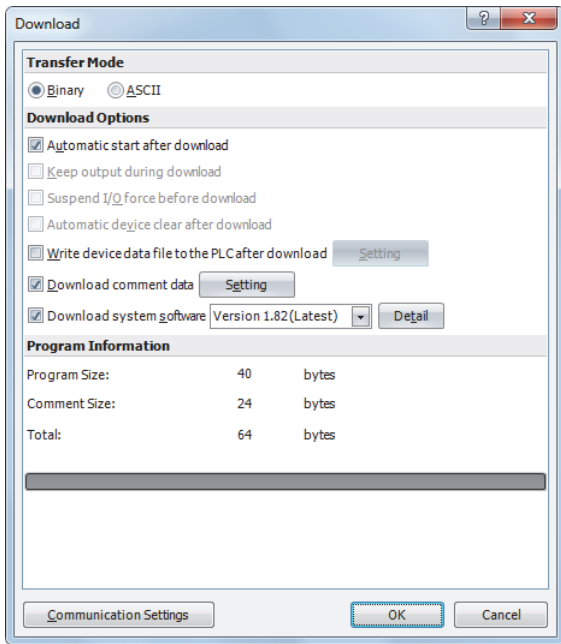 Download
Transfer Mode
Binary ASCII
Download Options
Automatic start after download
Keep output during download
Suspend I/O force before download
Automatic device clear after download
Write device data file to the PLC after download Setting
Download comment data Setting
Download system software Version 1.82(Latest) Detail
Program Information
Program Size: 40 bytes
Comment Size: 24 bytes
Total: 64 bytes
Communication Settings OK Cancel